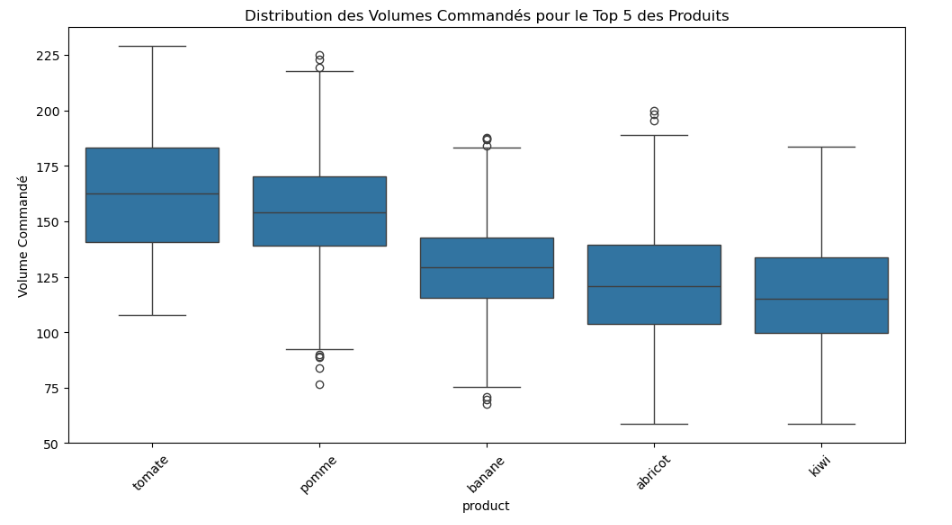 Distribution des Volumes Commandés pour le Top 5 des Produits
Volume Commandé
225
200
175
150
125
100
75
50
tomate
pomme
banane
abricot
kiwi
product